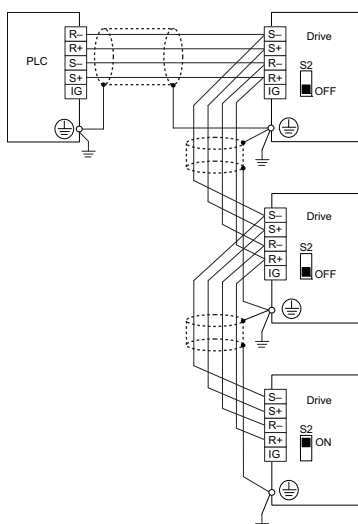 PLC
R–
R+
S–
S+
IG
S–
S+
R–
R+
IG
Drive
S2
OFF
S–
S+
R–
R+
IG
Drive
S2
OFF
S–
S+
R–
R+
IG
Drive
S2
ON